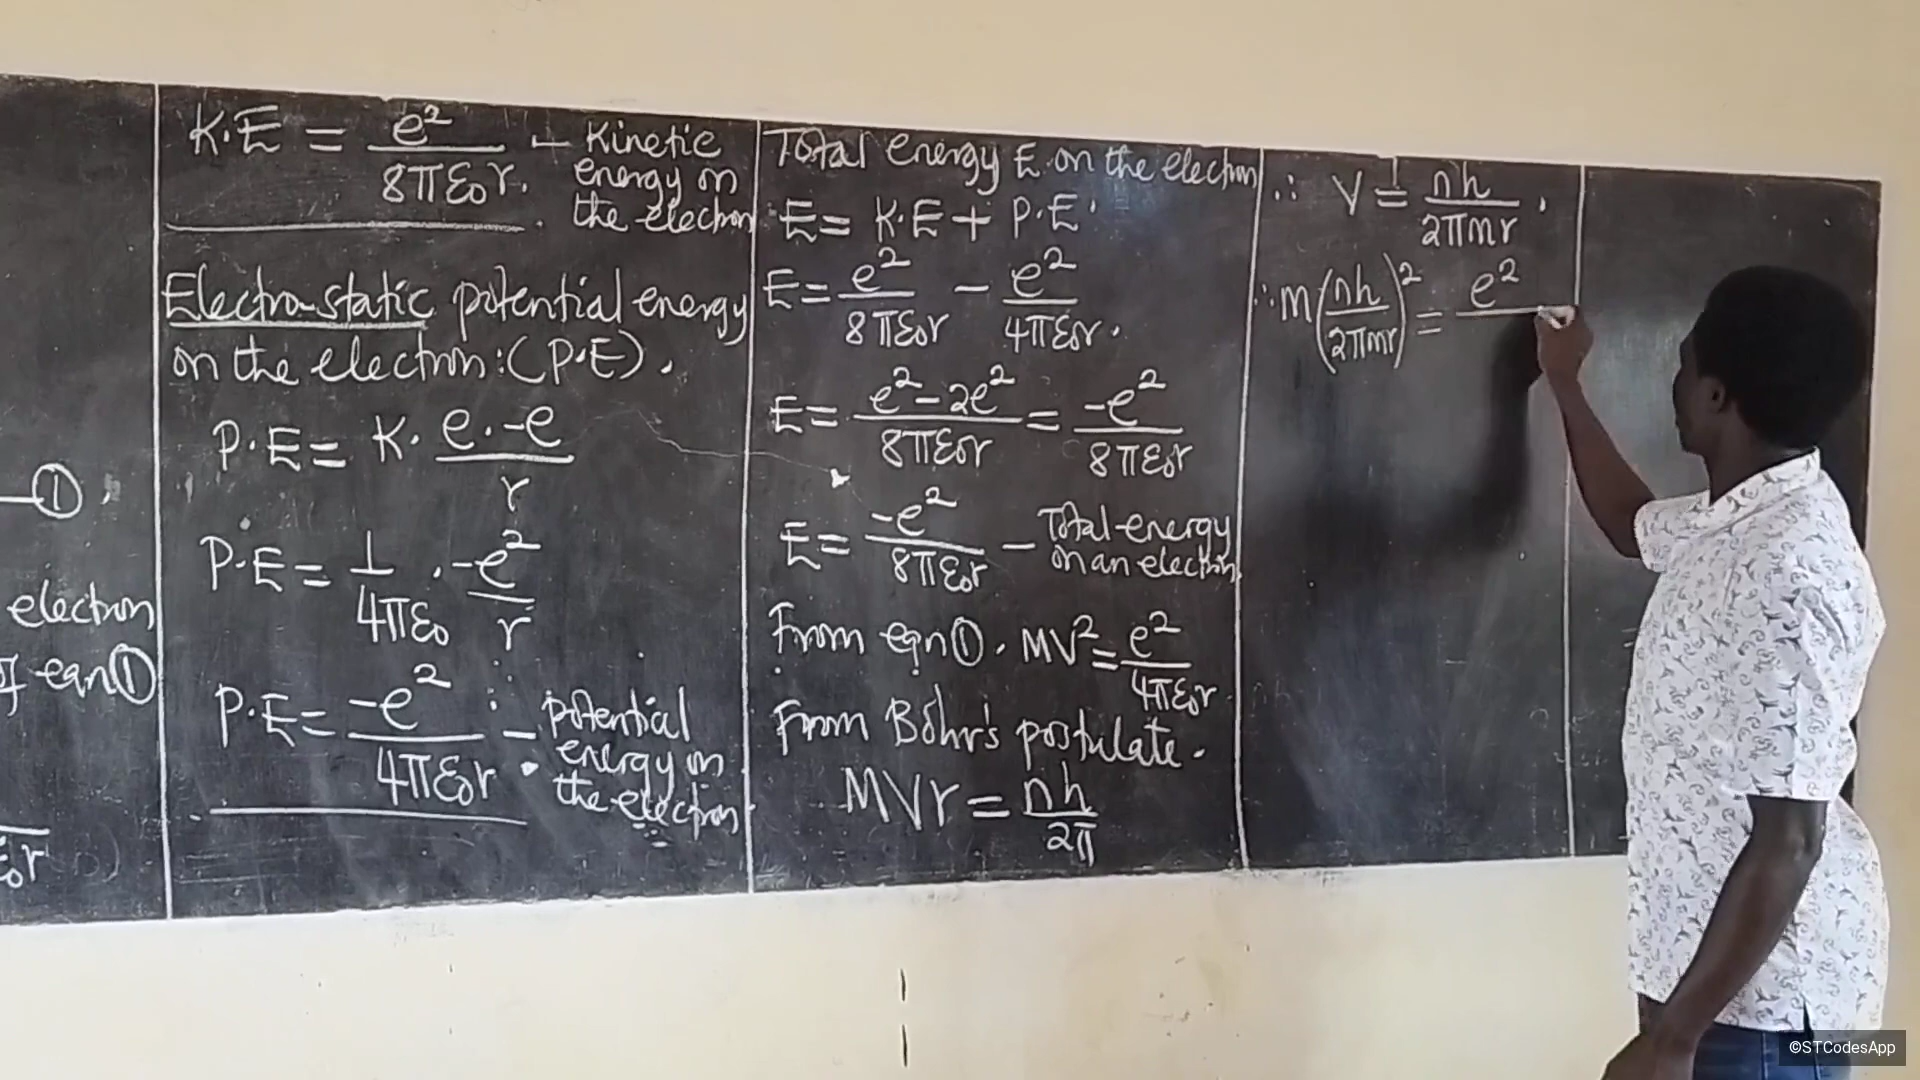 ①.
electron
of eqn①
ε₀r
K.E = e²/8πε₀r. — Kinetic
energy on
the electron
Electro-static potential energy
on the electron: (P.E).
P.E = K. e.-e/r
P.E = 1/4πε₀ . -e²/r
P.E = -e²/4πε₀r — potential
energy on
the electron
Total energy E on the electron
E = K.E + P.E
E = e²/8πε₀r - e²/4πε₀r.
E = e²-2e²/8πε₀r = -e²/8πε₀r
E = -e²/8πε₀r — Total energy
on an electron
From eqn①. MV² = e²/4πε₀r
From Bohr's postulate.
MVr = nh/2π
∴ V = nh/2πmr.
∴ m(nh/2πmr)² = e²
©STCodesApp